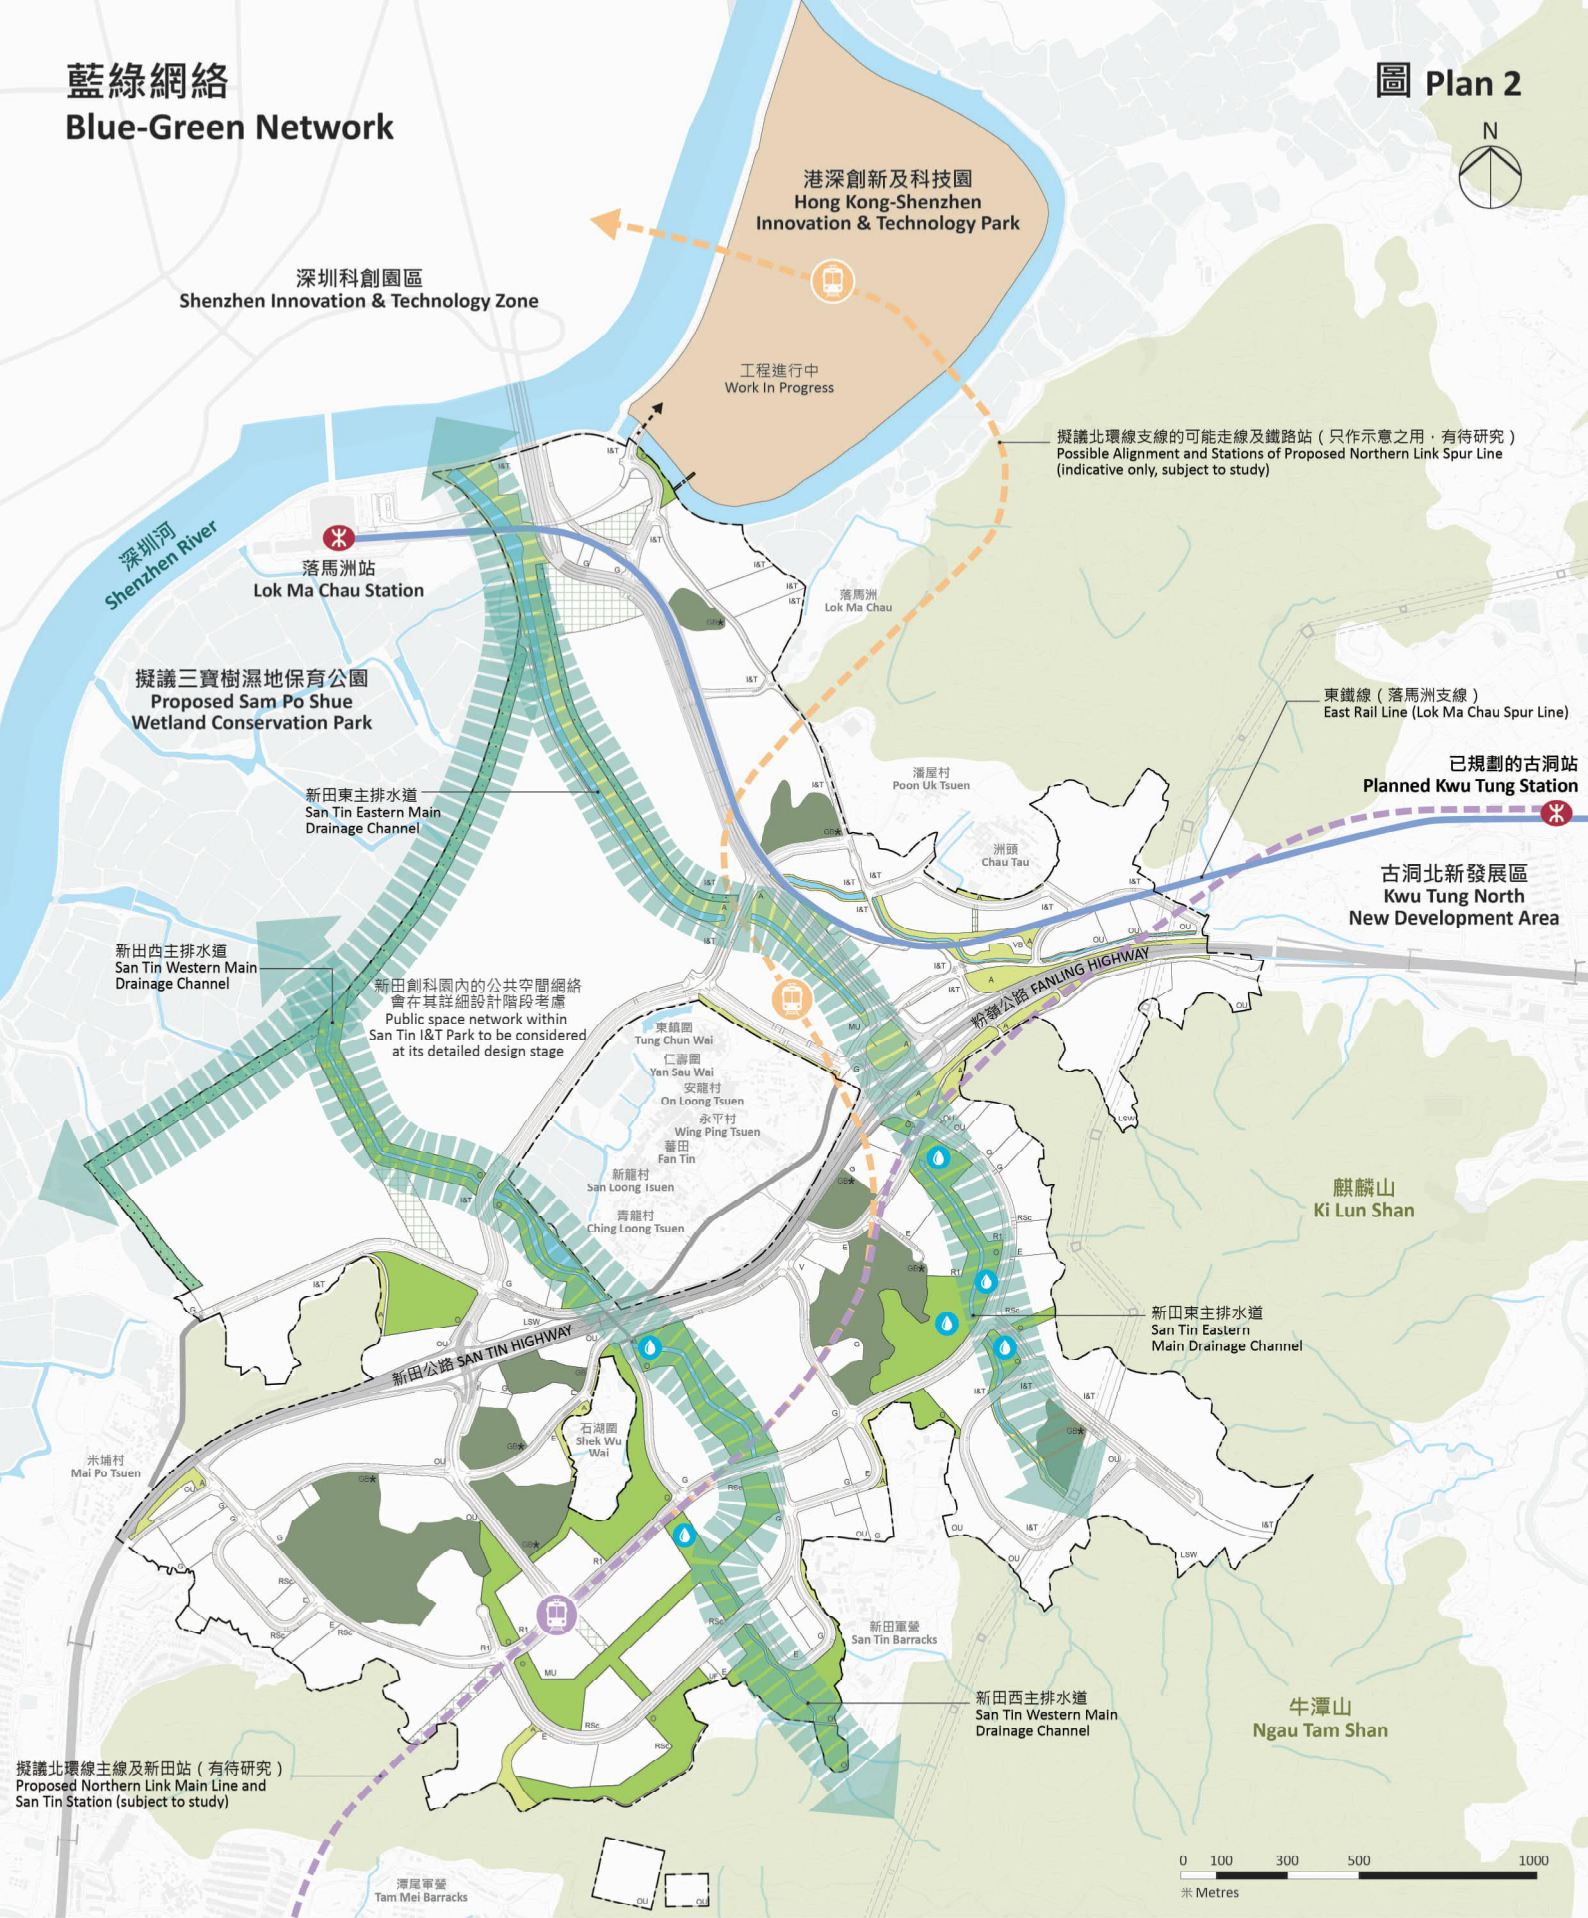 藍綠網絡
Blue-Green Network
圖 Plan 2
N
港深創新及科技園
Hong Kong-Shenzhen
Innovation & Technology Park
深圳科創園區
Shenzhen Innovation & Technology Zone
工程進行中
Work In Progress
擬議北環線支線的可能走線及鐵路站（只作示意之用，有待研究）
Possible Alignment and Stations of Proposed Northern Link Spur Line
(indicative only, subject to study)
深圳河
Shenzhen River
落馬洲站
Lok Ma Chau Station
落馬洲
Lok Ma Chau
擬議三寶樹濕地保育公園
Proposed Sam Po Shue
Wetland Conservation Park
東鐵線（落馬洲支線）
East Rail Line (Lok Ma Chau Spur Line)
已規劃的古洞站
Planned Kwu Tung Station
新田東主排水道
San Tin Eastern Main
Drainage Channel
潘屋村
Poon Uk Tsuen
洲頭
Chau Tau
古洞北新發展區
Kwu Tung North
New Development Area
新田西主排水道
San Tin Western Main
Drainage Channel
新田創科園內的公共空間網絡
會在其詳細設計階段考慮
Public space network within
San Tin I&T Park to be considered
at its detailed design stage
粉嶺公路 FANLING HIGHWAY
東鎮圍
Tung Chun Wai
仁壽圍
Yan Sau Wai
安龍村
On Loong Tsuen
永平村
Wing Ping Tsuen
蕃田
Fan Tin
新龍村
San Loong Tsuen
青龍村
Ching Loong Tsuen
麒麟山
Ki Lun Shan
新田東主排水道
San Tin Eastern
Main Drainage Channel
新田公路 SAN TIN HIGHWAY
石湖圍
Shek Wu
Wai
米埔村
Mai Po Tsuen
新田軍營
San Tin Barracks
新田西主排水道
San Tin Western Main
Drainage Channel
牛潭山
Ngau Tam Shan
擬議北環線主線及新田站（有待研究）
Proposed Northern Link Main Line and
San Tin Station (subject to study)
潭尾軍營
Tam Mei Barracks
0 100 300 500 1000
米 Metres